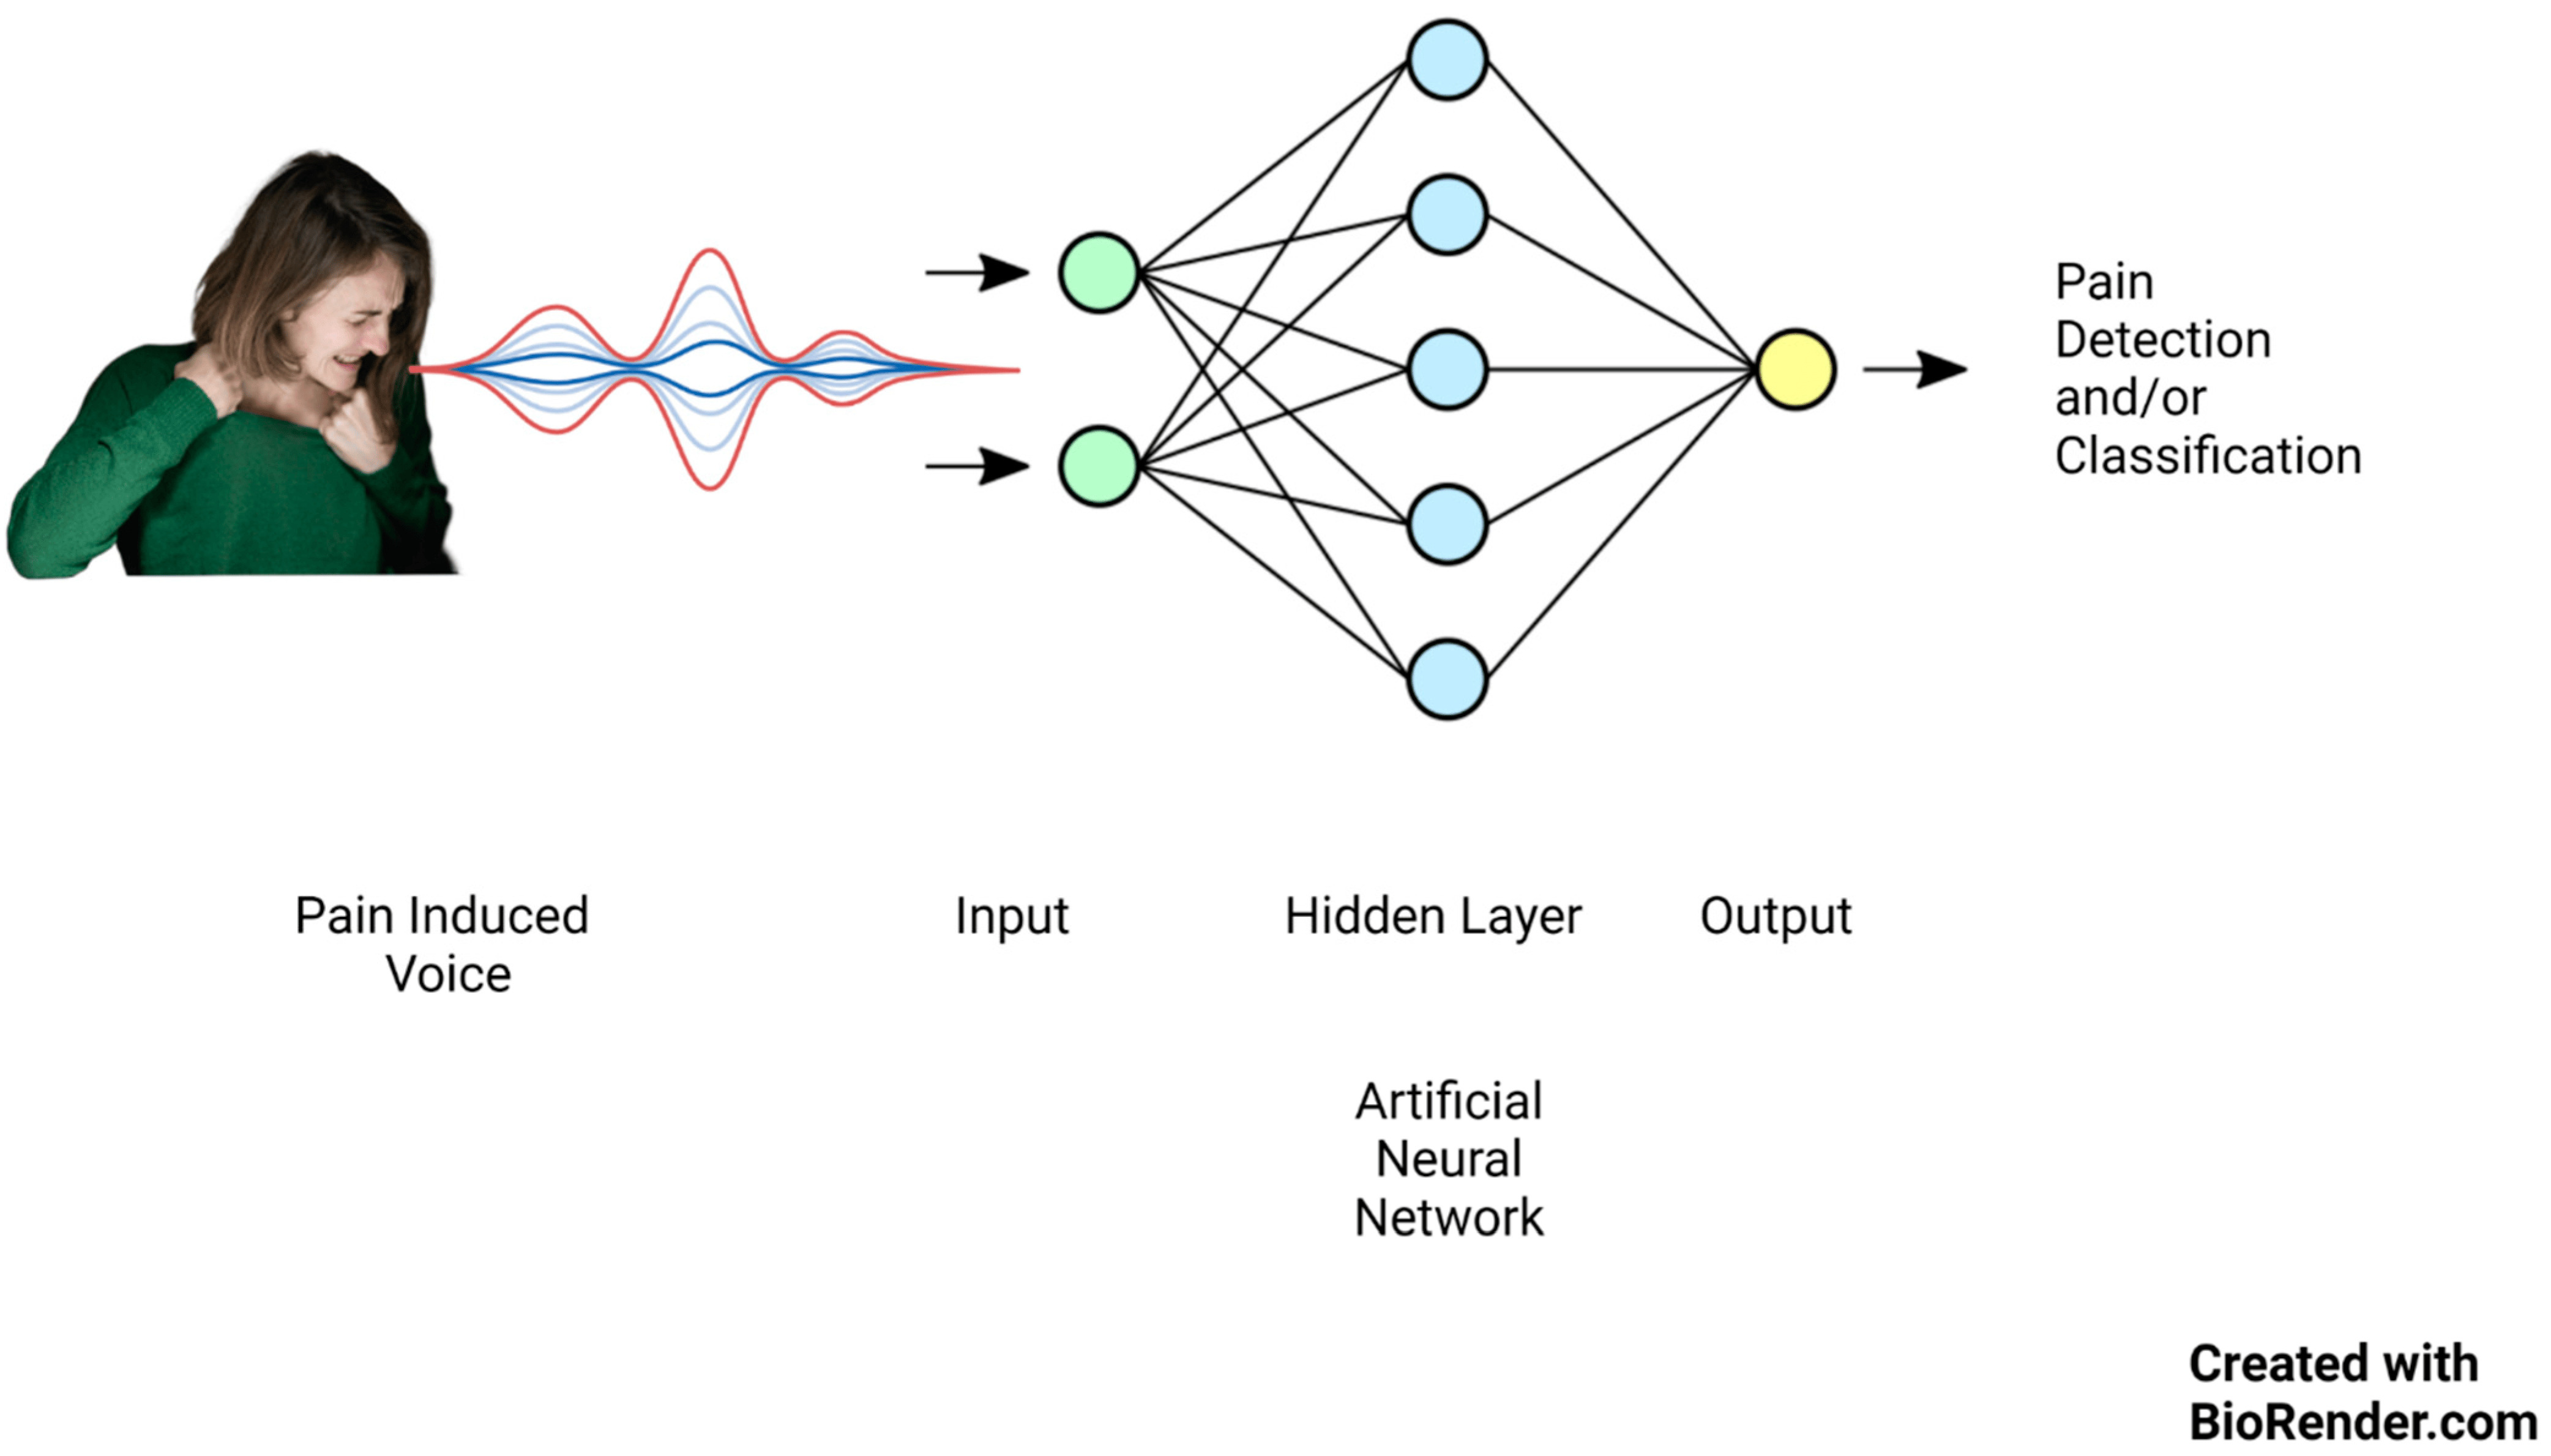 Pain
Detection
and/or
Classification
Pain Induced
Voice
Input
Hidden Layer
Output
Artificial
Neural
Network
Created with
BioRender.com